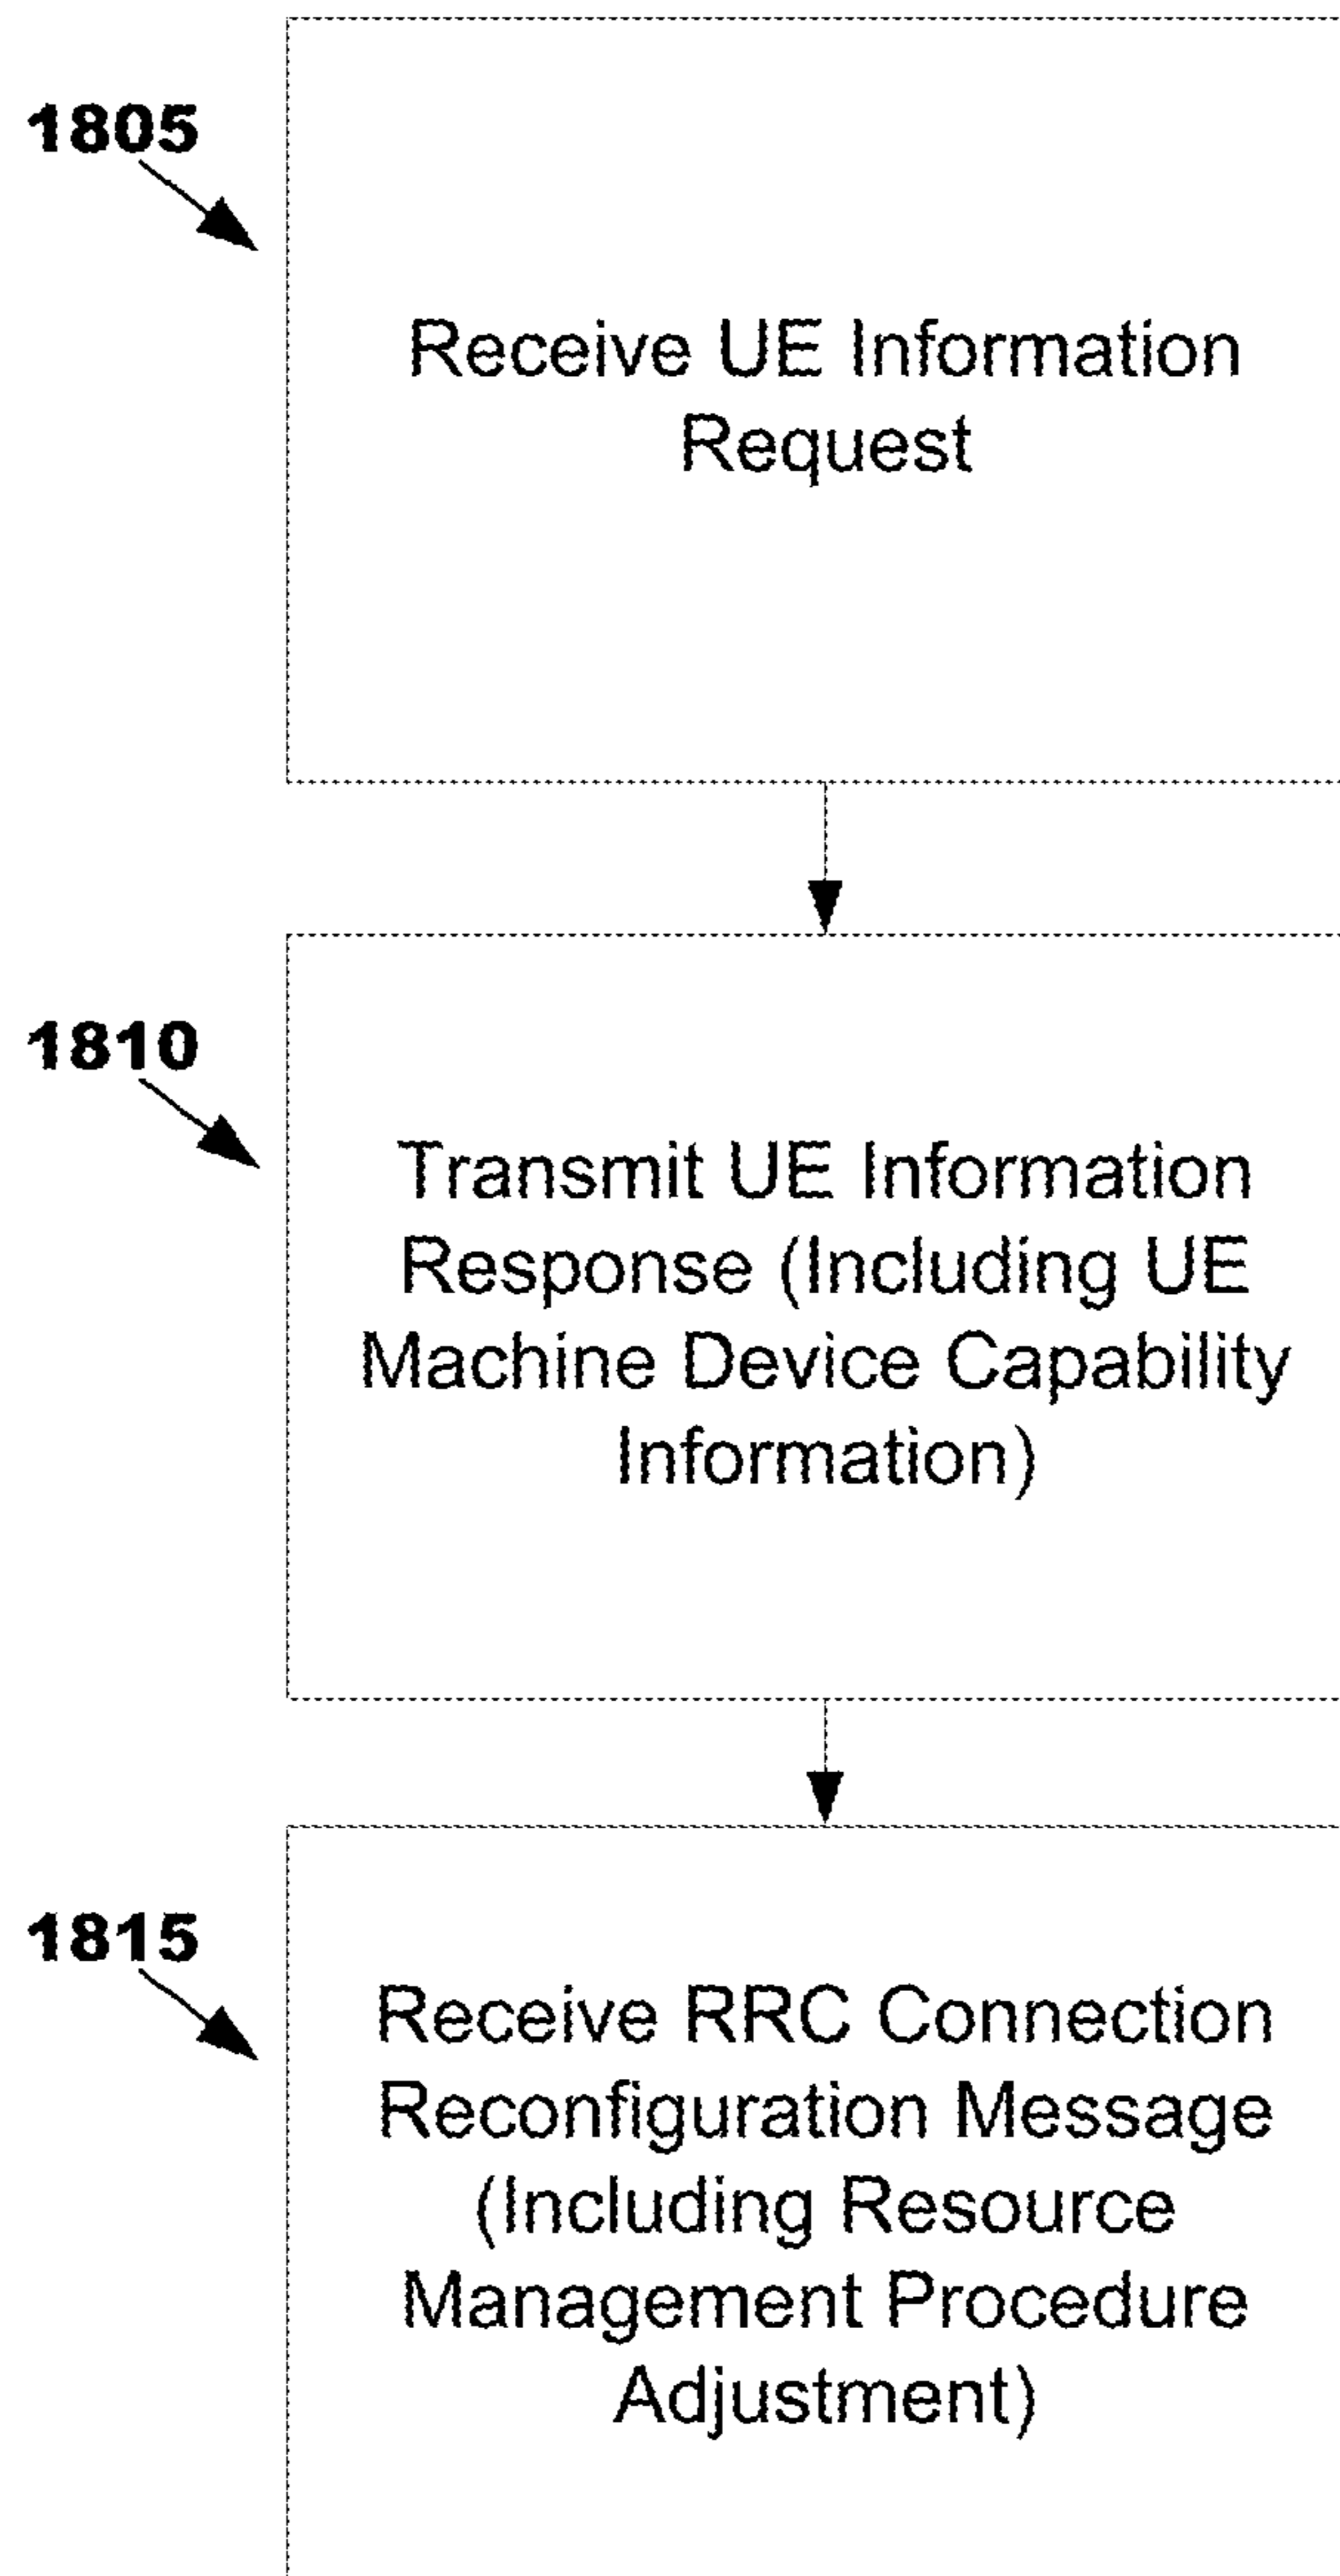 1805
Receive UE Information
Request
1810
Transmit UE Information
Response (Including UE
Machine Device Capability
Information)
1815
Receive RRC Connection
Reconfiguration Message
(Including Resource
Management Procedure
Adjustment)